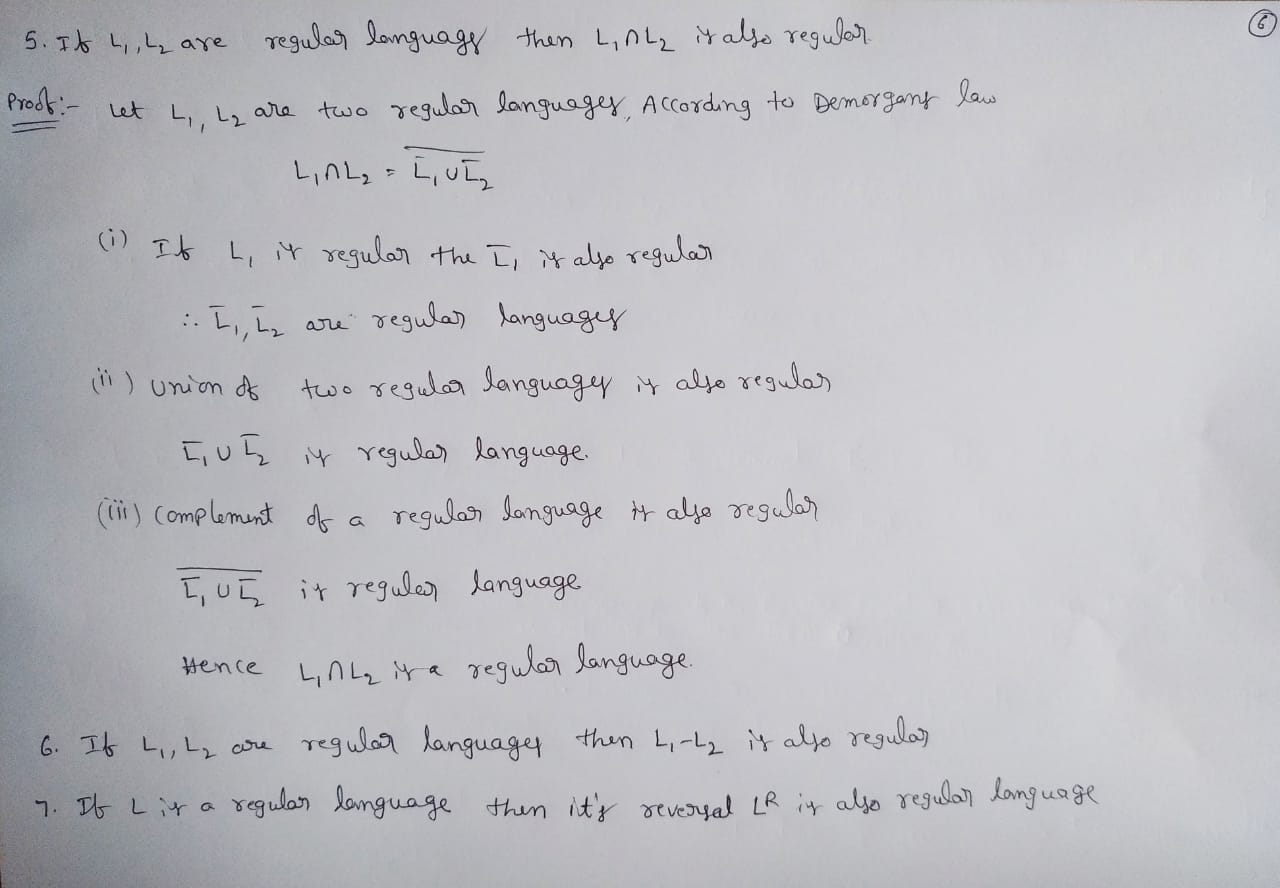 ⑥
5. If L₁, L₂ are regular languages then L₁∩L₂ is also regular.
Proof:- Let L₁, L₂ are two regular languages, According to Demorgans law
L₁∩L₂ = \overline{L̅₁∪L̅₂}
(i) If L₁ is regular the L̅₁ is also regular
∴ L̅₁, L̅₂ are regular languages
(ii) union of two regular languages is also regular
L̅₁∪L̅₂ is regular language.
(iii) complement of a regular language is also regular
\overline{L̅₁∪L̅₂} is regular language
Hence L₁∩L₂ is a regular language.
6. If L₁, L₂ are regular languages then L₁-L₂ is also regular
7. If L is a regular language then it's reversal Lᴿ is also regular language